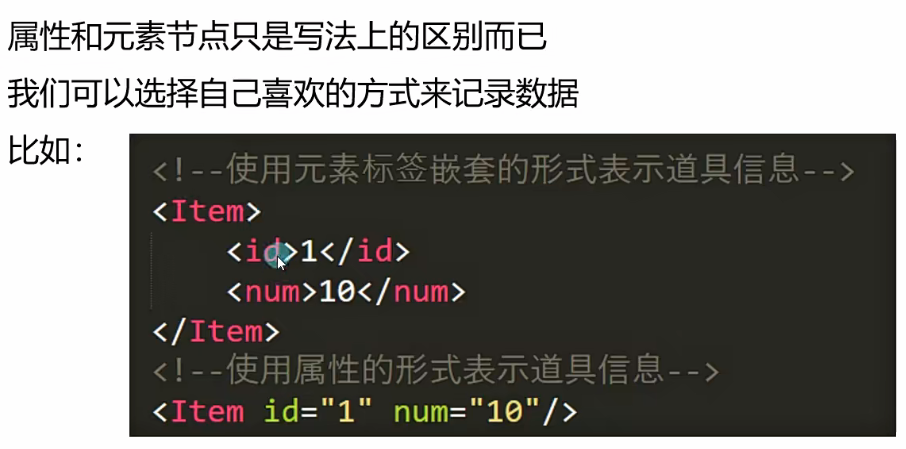 属性和元素节点只是写法上的区别而已
我们可以选择自己喜欢的方式来记录数据
比如：
<!--使用元素标签嵌套的形式表示道具信息-->
<Item>
    <id>1</id>
    <num>10</num>
</Item>
<!--使用属性的形式表示道具信息-->
<Item id="1" num="10"/>